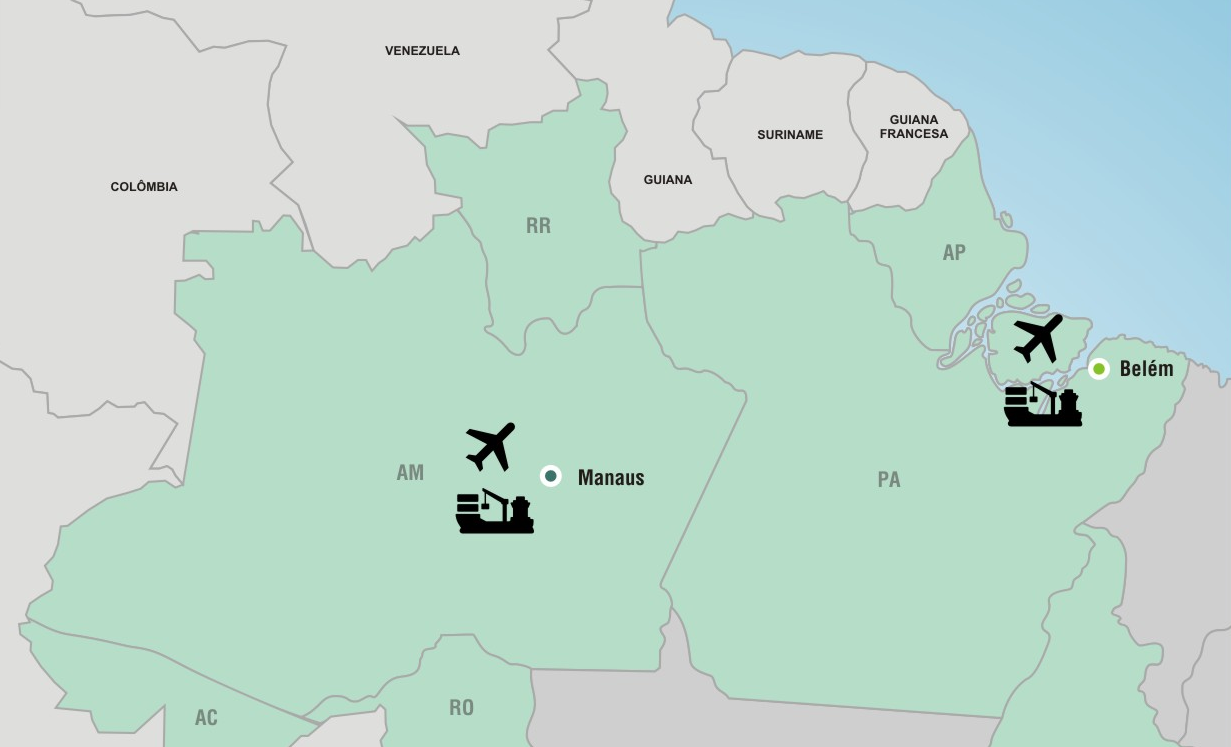 VENEZUELA
GUIANA
FRANCESA
SURINAME
COLÔMBIA
GUIANA
RR
AP
Belém
AM
Manaus
PA
AC
RO